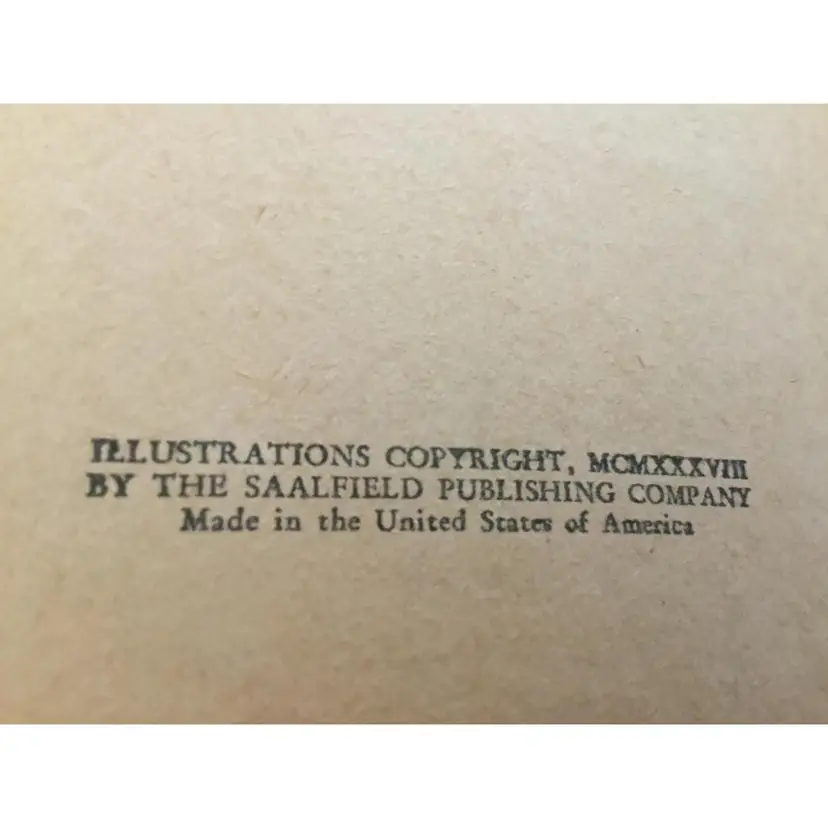 ILLUSTRATIONS COPYRIGHT, MCMXXXVIII
BY THE SAALFIELD PUBLISHING COMPANY
Made in the United States of America